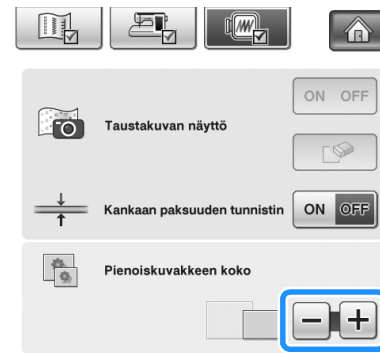 ON OFF
Taustakuvan näyttö
Kankaan paksuuden tunnistin
ON OFF
Pienoiskuvakkeen koko
− +